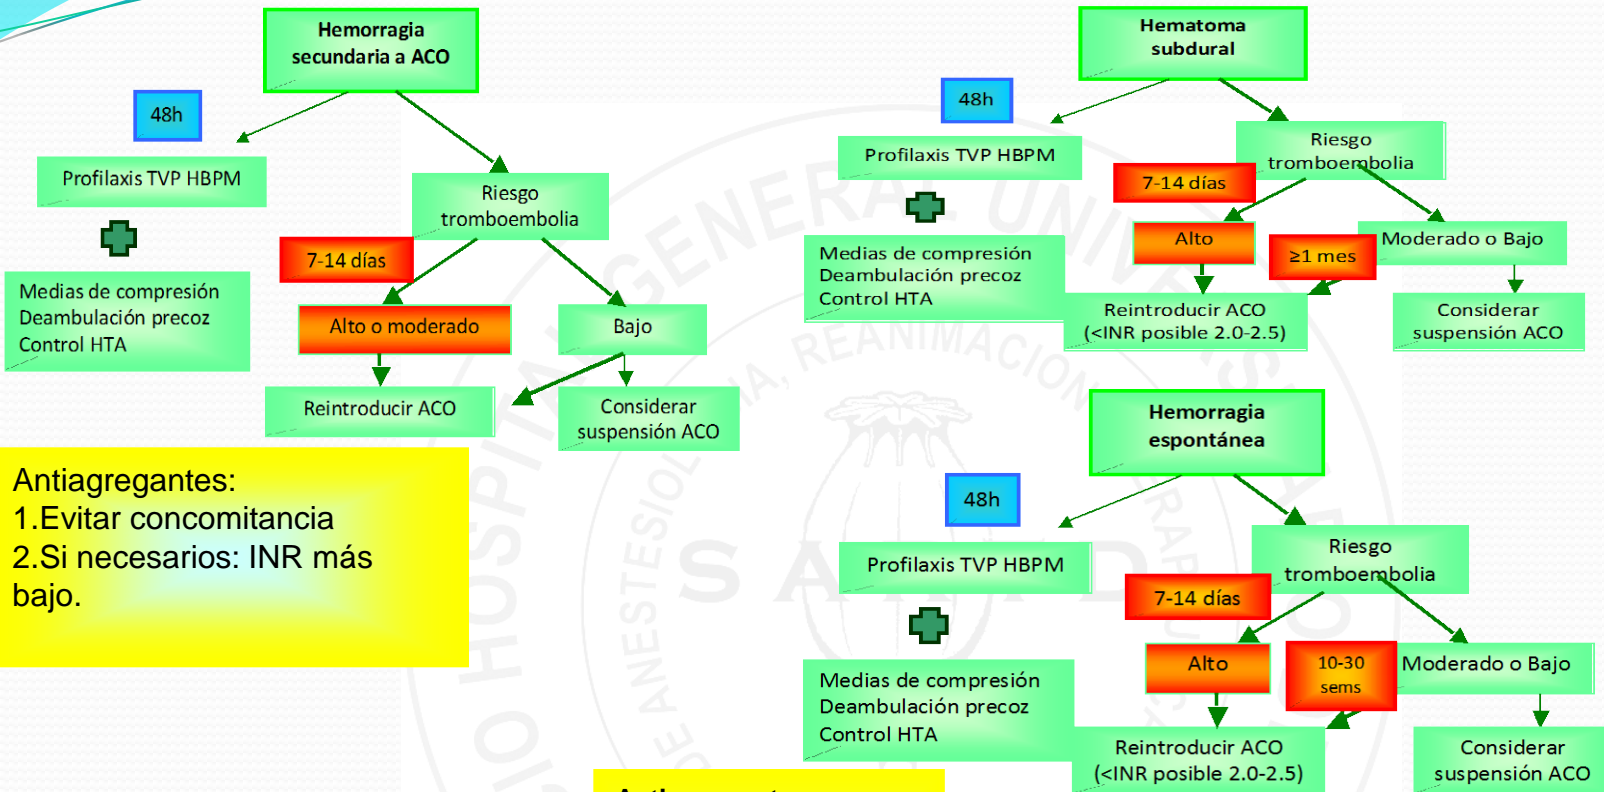 Hemorragia
secundaria a ACO
48h
Profilaxis TVP HBPM
Riesgo
tromboembolia
7-14 días
Medias de compresión
Deambulación precoz
Control HTA
Alto o moderado
Bajo
Reintroducir ACO
Considerar
suspensión ACO
Antiagregantes:
1.Evitar concomitancia
2.Si necesarios: INR más
bajo.
Hematoma
subdural
48h
Profilaxis TVP HBPM
Riesgo
tromboembolia
7-14 días
Alto
≥1 mes
Moderado o Bajo
Medias de compresión
Deambulación precoz
Control HTA
Reintroducir ACO
(<INR posible 2.0-2.5)
Considerar
suspensión ACO
Hemorragia
espontánea
48h
Profilaxis TVP HBPM
Riesgo
tromboembolia
7-14 días
Alto
10-30
sems
Moderado o Bajo
Medias de compresión
Deambulación precoz
Control HTA
Reintroducir ACO
(<INR posible 2.0-2.5)
Considerar
suspensión ACO